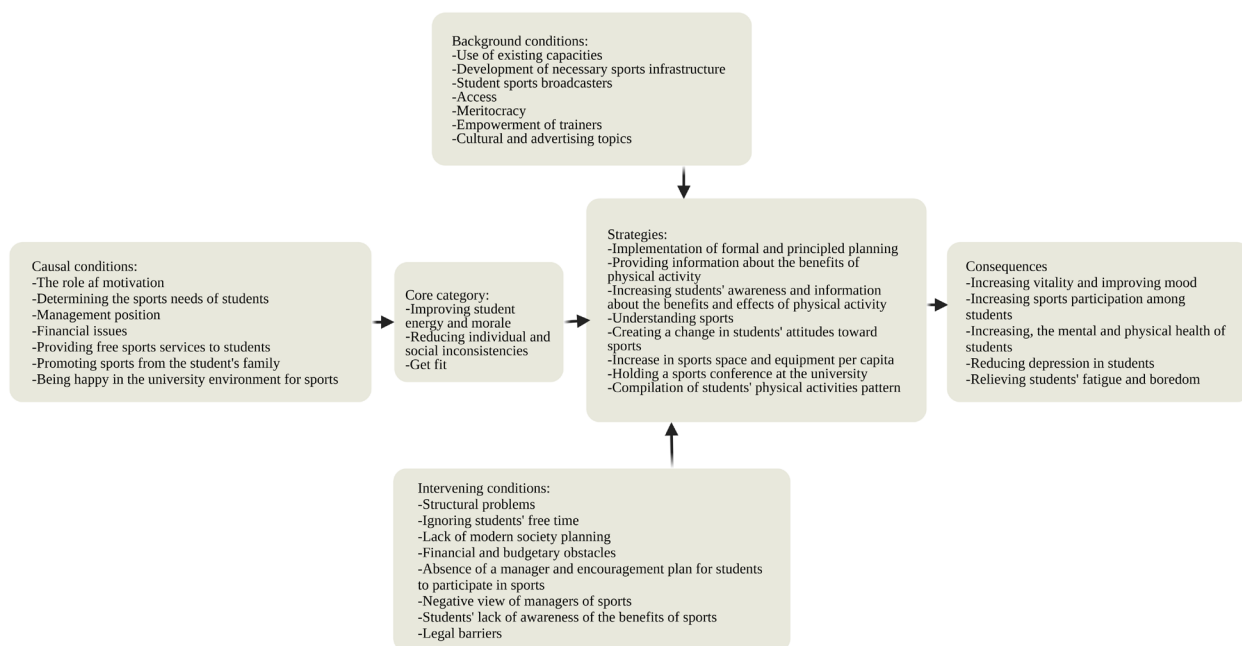 Background conditions:
-Use of existing capacities
-Development of necessary sports infrastructure
-Student sports broadcasters
-Access
-Meritocracy
-Empowerment of trainers
-Cultural and advertising topics
Causal conditions:
-The role af motivation
-Determining the sports needs of students
-Management position
-Financial issues
-Providing free sports services to students
-Promoting sports from the student's family
-Being happy in the university environment for sports
Core category:
-Improving student
energy and morale
-Reducing individual and
social inconsistencies
-Get fit
Strategies:
-Implementation of formal and principled planning
-Providing information about the benefits of
physical activity
-Increasing students' awareness and information
about the benefits and effects of physical activity
-Understanding sports
-Creating a change in students' attitudes toward
sports
-Increase in sports space and equipment per capita
-Holding a sports conference at the university
-Compilation of students' physical activities pattern
Consequences
-Increasing vitality and improving mood
-Increasing sports participation among
students
-Increasing, the mental and physical health of
students
-Reducing depression in students
-Relieving students' fatigue and boredom
Intervening conditions:
-Structural problems
-Ignoring students' free time
-Lack of modern society planning
-Financial and budgetary obstacles
-Absence of a manager and encouragement plan for students
to participate in sports
-Negative view of managers of sports
-Students' lack of awareness of the benefits of sports
-Legal barriers